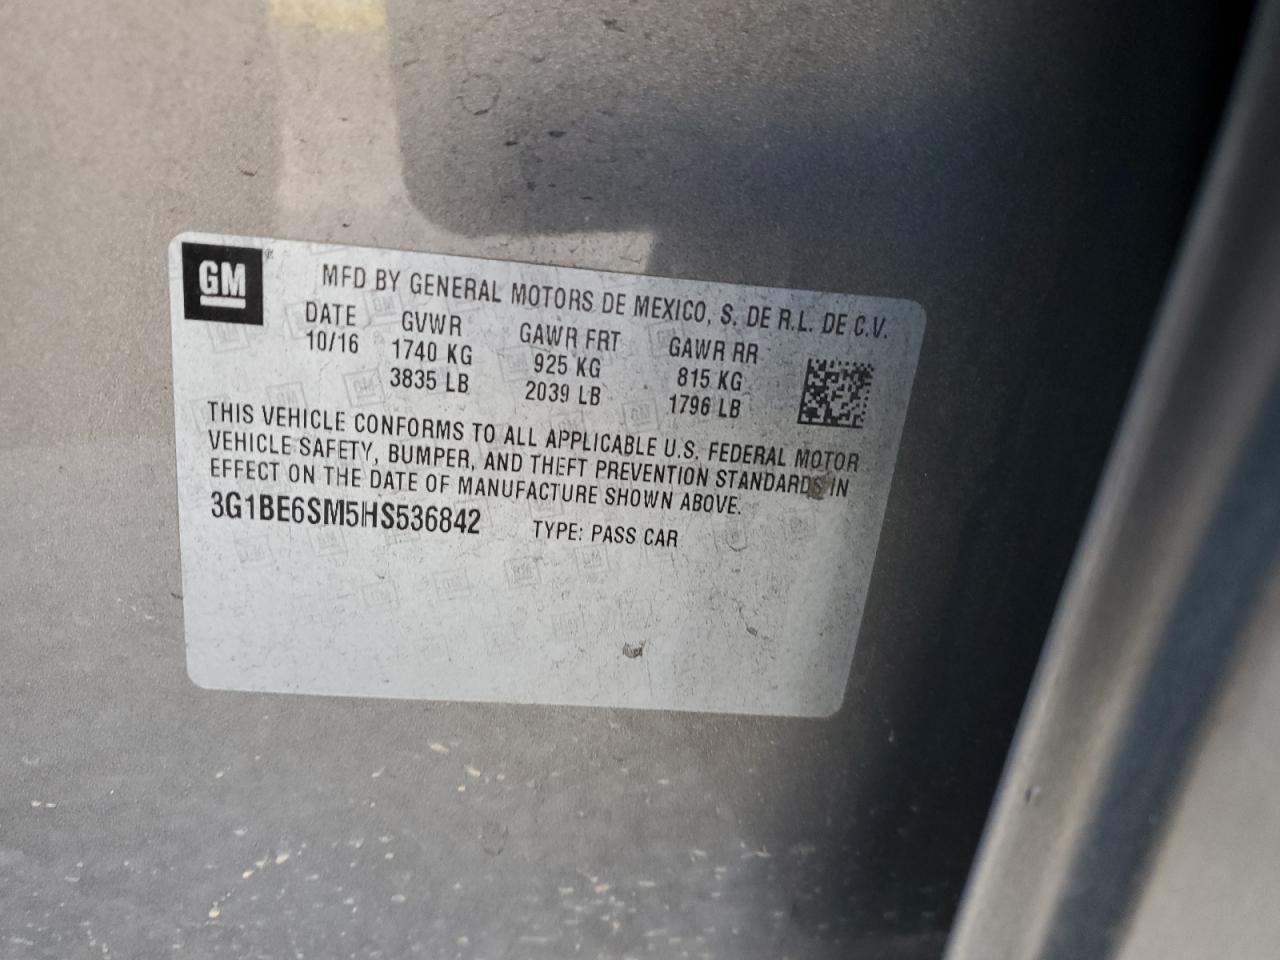 GM
MFD BY GENERAL MOTORS DE MEXICO, S. DE R.L. DE C.V.
DATE GVWR GAWR FRT GAWR RR
10/16 1740 KG 925 KG 815 KG
3835 LB 2039 LB 1796 LB
THIS VEHICLE CONFORMS TO ALL APPLICABLE U.S. FEDERAL MOTOR
VEHICLE SAFETY, BUMPER, AND THEFT PREVENTION STANDARDS IN
EFFECT ON THE DATE OF MANUFACTURE SHOWN ABOVE.
3G1BE6SM5HS536842 TYPE: PASS CAR